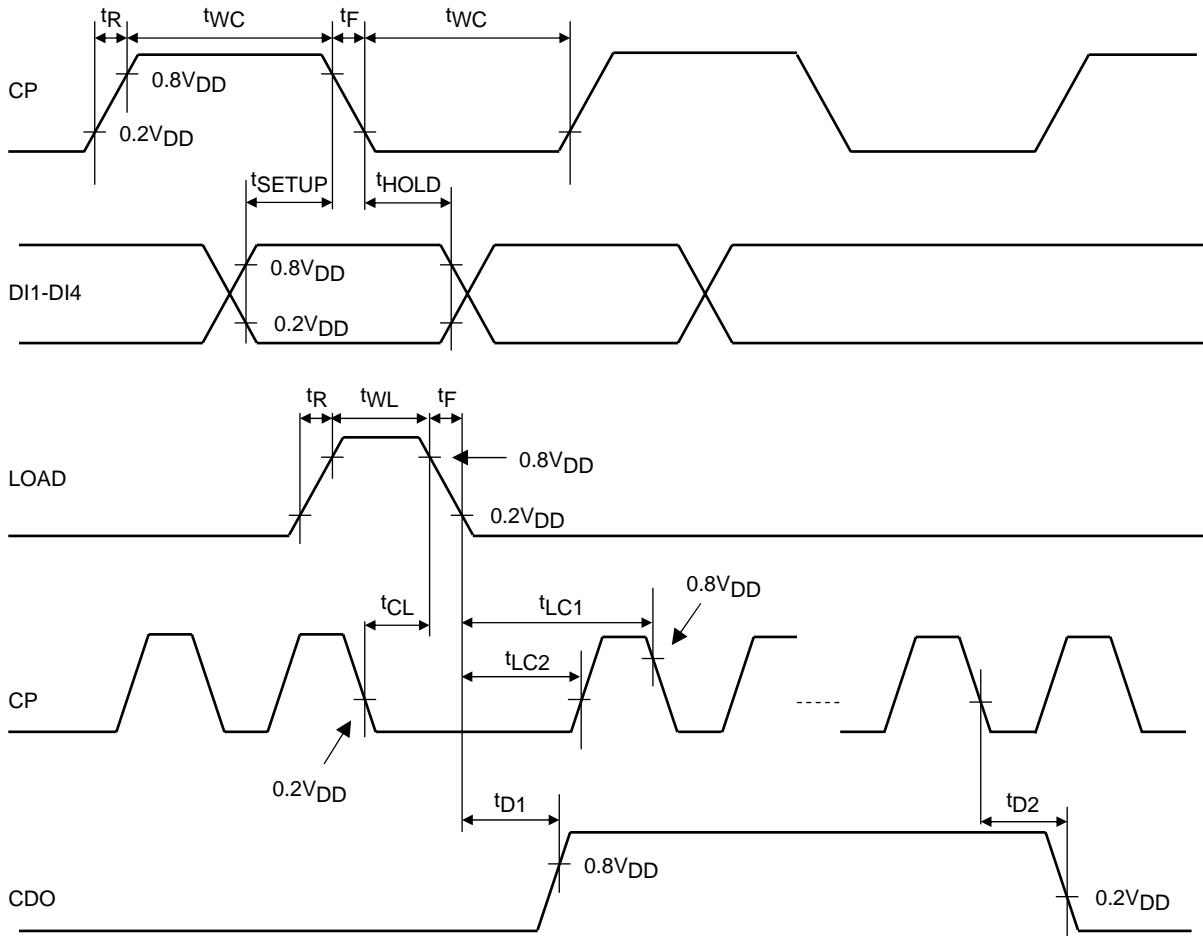 tR tWC tF tWC
CP
0.8VDD
0.2VDD
tSETUP tHOLD
DI1-DI4
0.8VDD
0.2VDD
tR tWL tF
LOAD
0.8VDD
0.2VDD
tCL tLC1 0.8VDD
tLC2
CP
0.2VDD
tD1 tD2
CDO
0.8VDD
0.2VDD